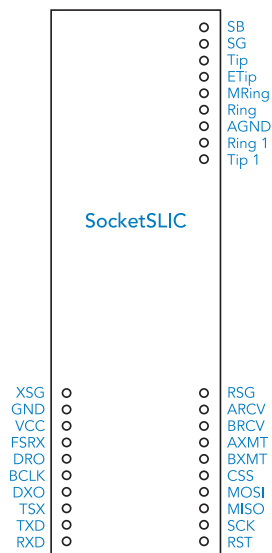 SB
SG
Tip
ETip
MRing
Ring
AGND
Ring 1
Tip 1
SocketSLIC
XSG RSG
GND ARCV
VCC BRCV
FSRX AXMT
DRO BXMT
BCLK CSS
DXO MOSI
TSX MISO
TXD SCK
RXD RST